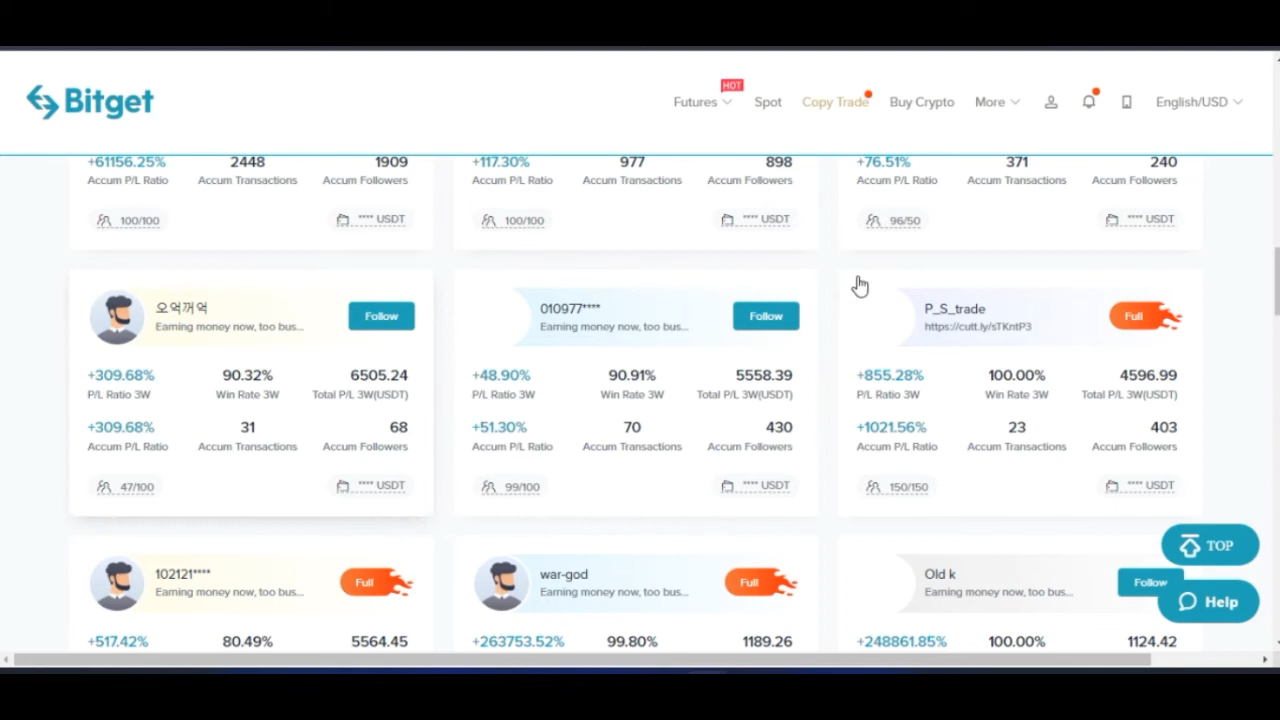 Bitget
Futures HOT Spot Copy Trade Buy Crypto More English/USD
+61156.25% 2448 1909
Accum P/L Ratio Accum Transactions Accum Followers
100/100 **** USDT
+117.30% 977 898
Accum P/L Ratio Accum Transactions Accum Followers
100/100 **** USDT
+76.51% 371 240
Accum P/L Ratio Accum Transactions Accum Followers
96/50 **** USDT
오억꺼억
Earning money now, too bus...
Follow
+309.68% 90.32% 6505.24
P/L Ratio 3W Win Rate 3W Total P/L 3W(USDT)
+309.68% 31 68
Accum P/L Ratio Accum Transactions Accum Followers
47/100 **** USDT
010977****
Earning money now, too bus...
Follow
+48.90% 90.91% 5558.39
P/L Ratio 3W Win Rate 3W Total P/L 3W(USDT)
+51.30% 70 430
Accum P/L Ratio Accum Transactions Accum Followers
99/100 **** USDT
P_S_trade
https://cutt.ly/sTKntP3
Full
+855.28% 100.00% 4596.99
P/L Ratio 3W Win Rate 3W Total P/L 3W(USDT)
+1021.56% 23 403
Accum P/L Ratio Accum Transactions Accum Followers
150/150 **** USDT
102121****
Earning money now, too bus...
Full
+517.42% 80.49% 5564.45
war-god
Earning money now, too bus...
Full
+263753.52% 99.80% 1189.26
Old k
Earning money now, too bus...
Follow
+248861.85% 100.00% 1124.42
TOP
Help